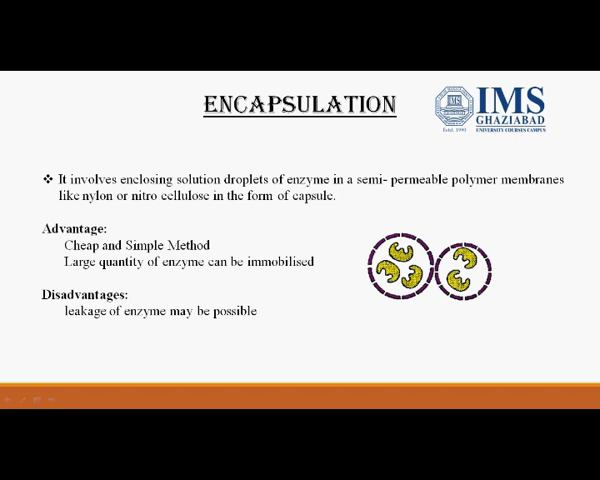 ENCAPSULATION
IMS
GHAZIABAD
Estd. 1990
UNIVERSITY COURSES CAMPUS
It involves enclosing solution droplets of enzyme in a semi- permeable polymer membranes
like nylon or nitro cellulose in the form of capsule.
Advantage:
Cheap and Simple Method
Large quantity of enzyme can be immobilised
Disadvantages:
leakage of enzyme may be possible